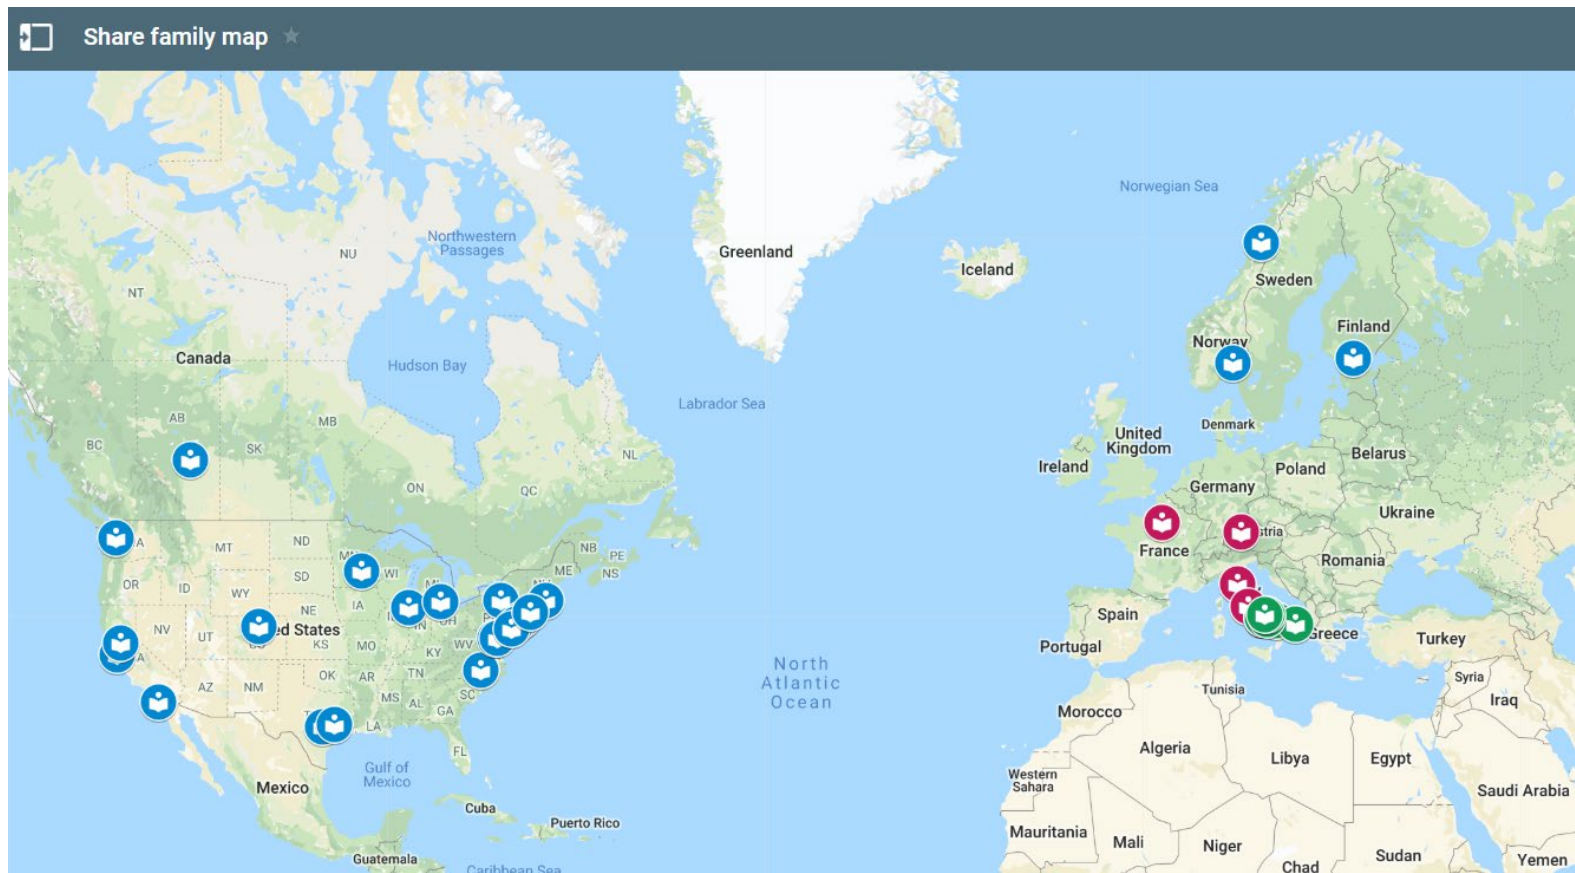 Share family map
Norwegian Sea
Northwestern
Passages
Greenland
NU
Iceland
Sweden
NT
Finland
Norway
Canada
Hudson Bay
Labrador Sea
AB
MB
Denmark
BC
SK
United
Kingdom
NL
Belarus
Ireland
Poland
ON
QC
Germany
Ukraine
NB
PE
France
MT
ND
ME
NS
Romania
WI
OR
ID
SD
WY
IA
NE
Spain
NV
UT
ed States
Greece
Turkey
KS
MO
WV
KY
Portugal
North
Atlantic
Ocean
OK
AR
TN
Syria
AZ
NM
SC
Tunisia
MS
AL
GA
Iraq
Morocco
LA
FL
Algeria
Libya
Egypt
Gulf of
Mexico
Western
Sahara
Mexico
Saudi Arabia
Cuba
Puerto Rico
Mauritania
Mali
Niger
Sudan
Guatemala
Chad
Yemen
Caribbean Sea